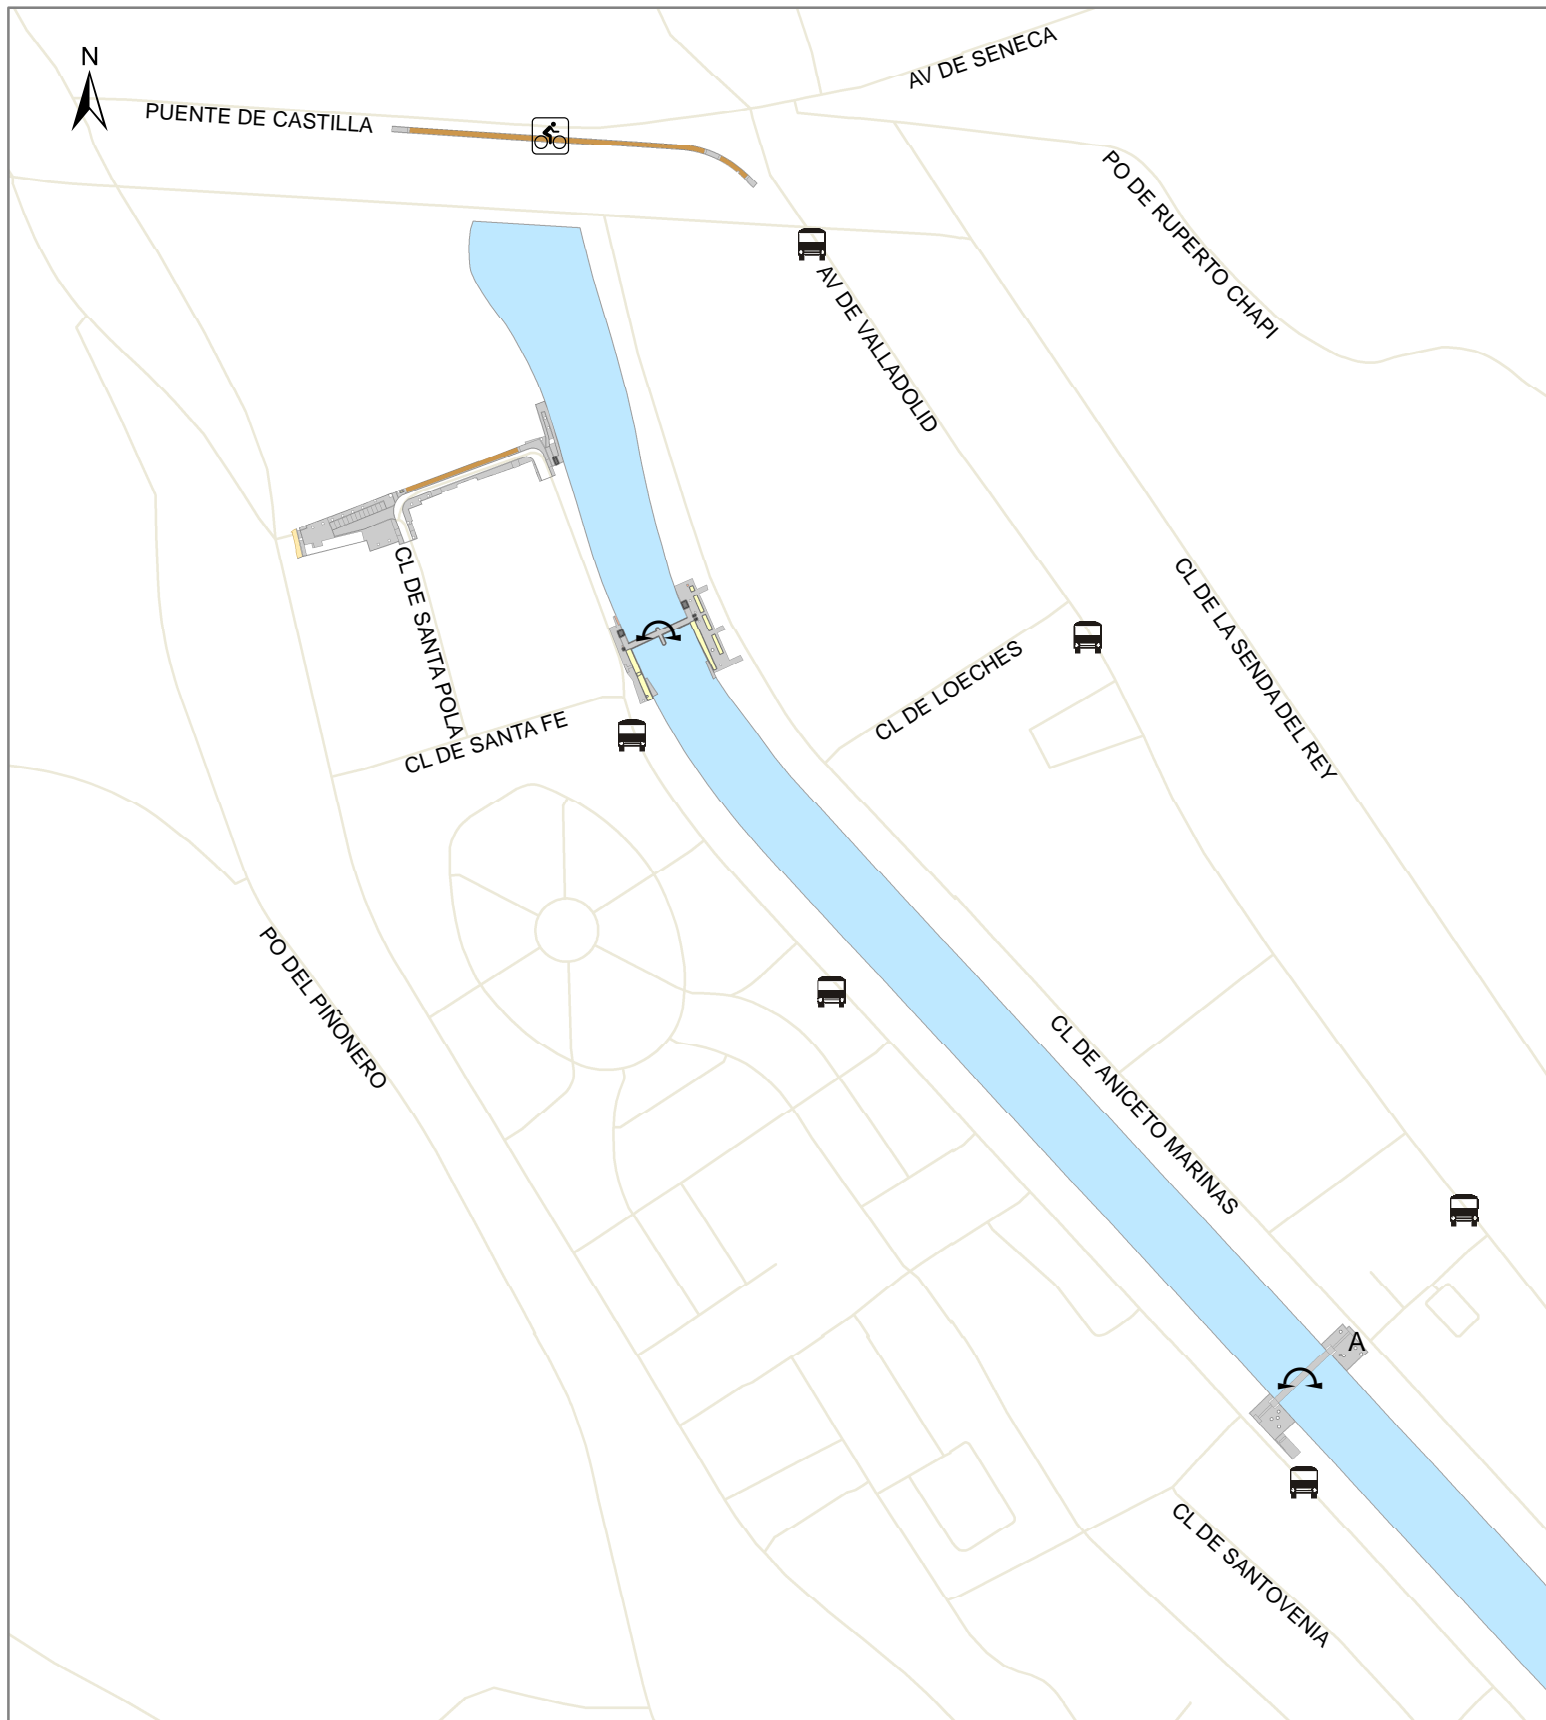 N
AV DE SENECA
PUENTE DE CASTILLA
PO DE RUPERTO CHAPI
AV DE VALLADOLID
CL DE SANTA POLA
CL DE LA SENDA DEL REY
CL DE LOECHES
CL DE SANTA FE
PO DEL PIÑONERO
CL DE ANICETO MARINAS
A
CL DE SANTOVENIA